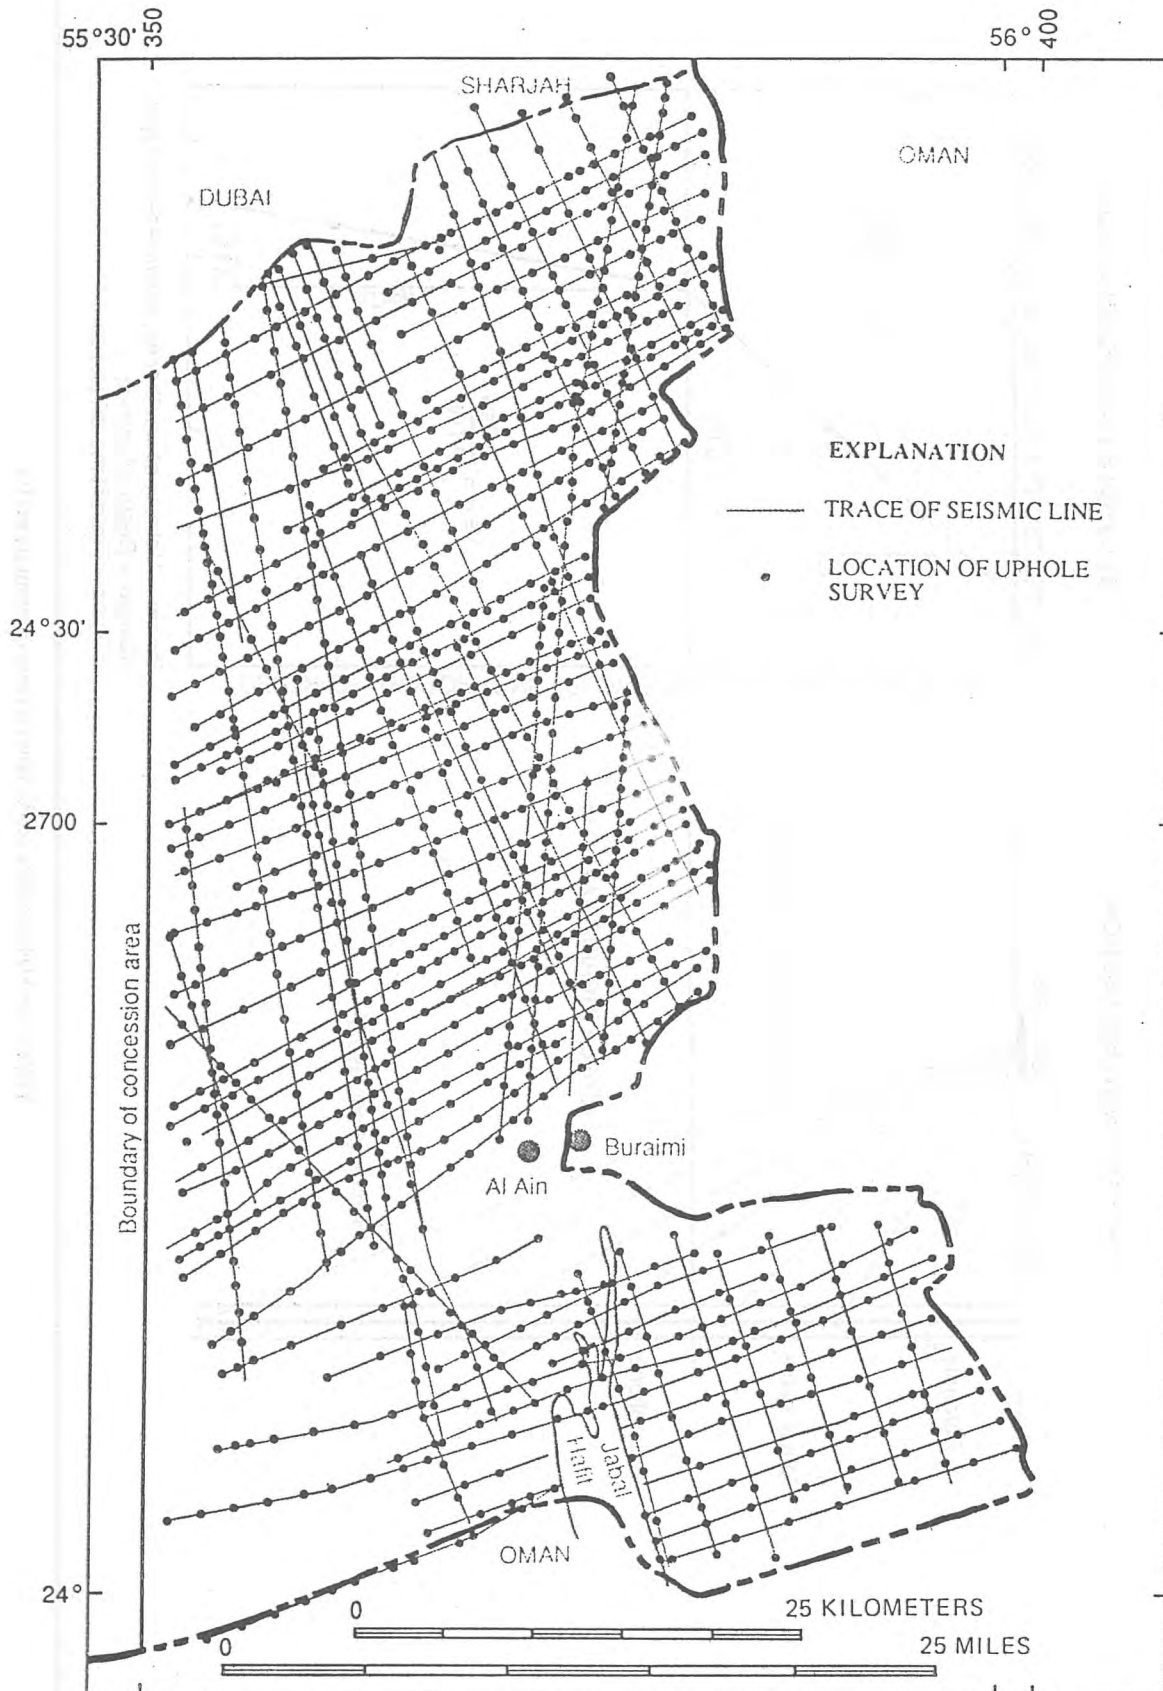 55°30' 350
56° 400
SHARJAH
OMAN
DUBAI
EXPLANATION
TRACE OF SEISMIC LINE
LOCATION OF UPHOLE
SURVEY
24°30'
2700
Boundary of concession area
Buraimi
Al Ain
Jabal
Hafit
OMAN
24°
0 25 KILOMETERS
0 25 MILES